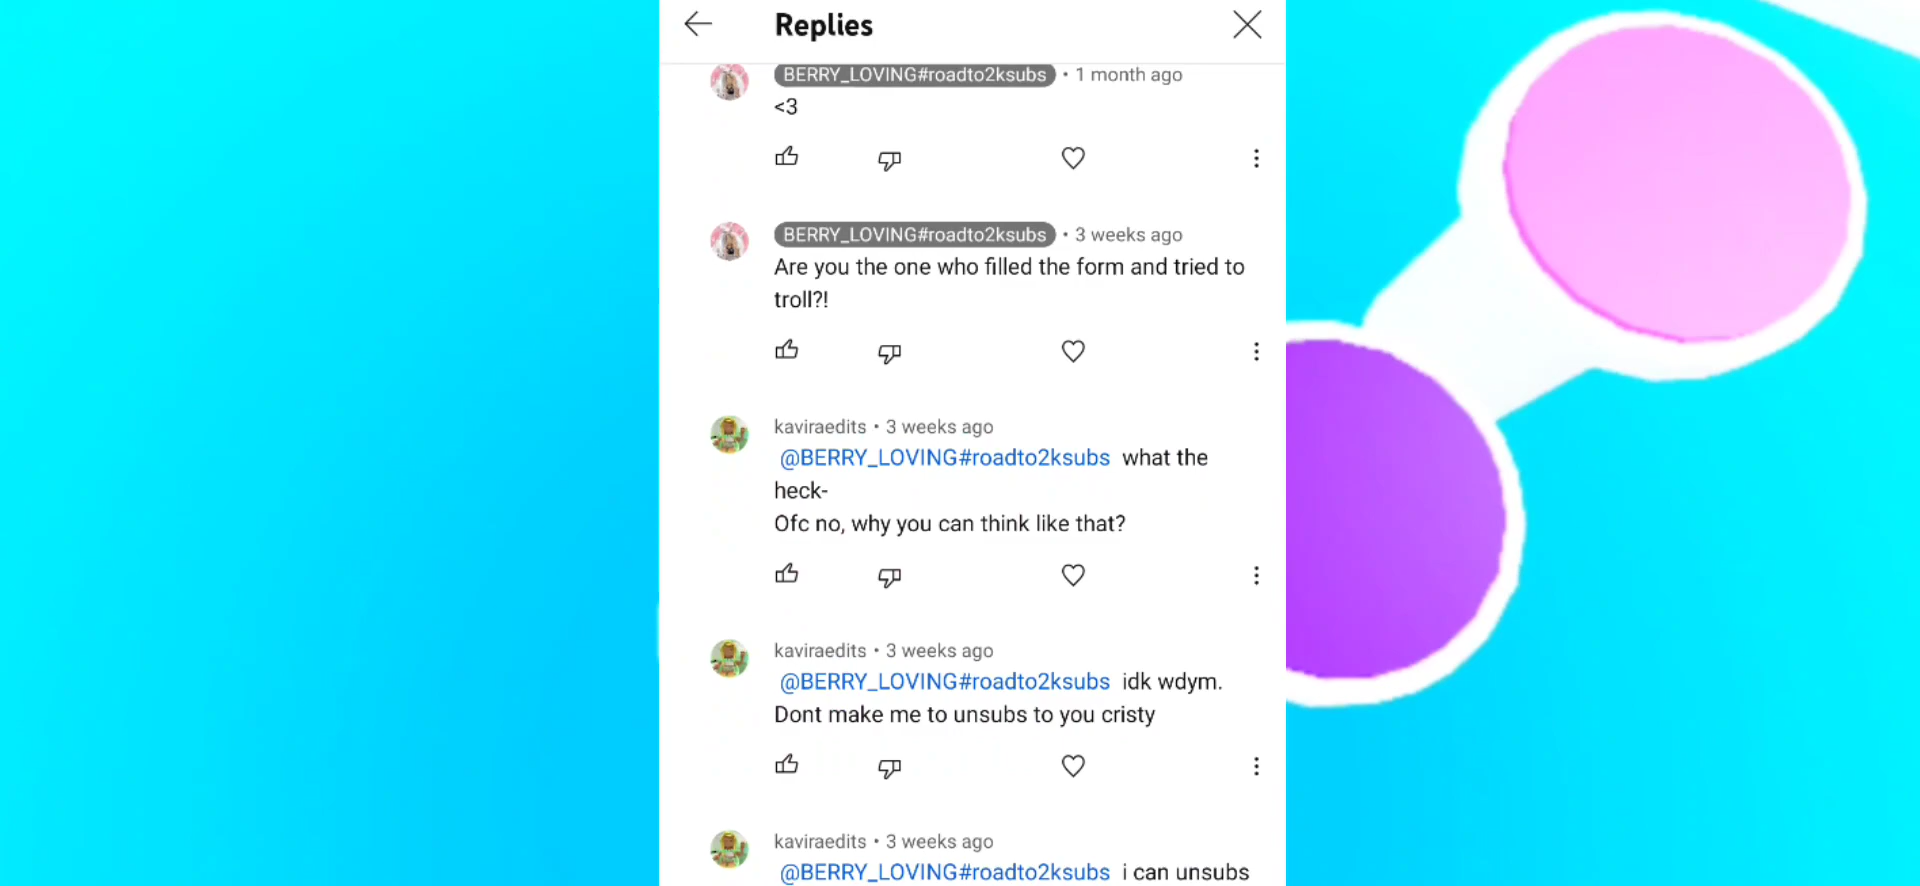 Replies
BERRY_LOVING#roadto2ksubs • 1 month ago
<3
BERRY_LOVING#roadto2ksubs • 3 weeks ago
Are you the one who filled the form and tried to
troll?!
kaviraedits • 3 weeks ago
@BERRY_LOVING#roadto2ksubs what the
heck-
Ofc no, why you can think like that?
kaviraedits • 3 weeks ago
@BERRY_LOVING#roadto2ksubs idk wdym.
Dont make me to unsubs to you cristy
kaviraedits • 3 weeks ago
@BERRY_LOVING#roadto2ksubs i can unsubs